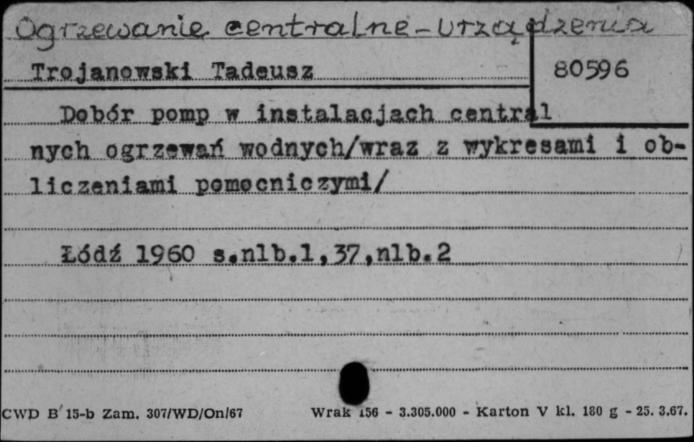 Ogrzewanie centralne - urządzenia
Trojanowski Tadeusz
80596
Dobór pomp w instalacjach central
nych ogrzewań wodnych/wraz z wykresami i ob-
liczeniami pomocniczymi/
Łódź 1960 s.nlb.1,37,nlb.2
CWD B 15-b Zam. 307/WD/On/67 Wrak 156 - 3.305.000 - Karton V kl. 180 g - 25. 3.67.